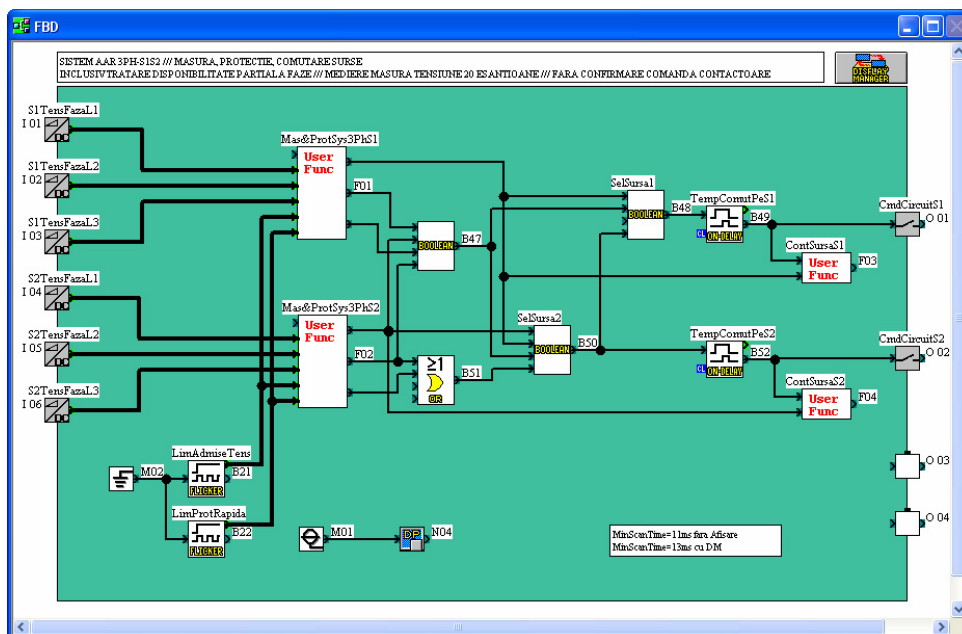 FBD
SISTEM AAR 3PH-S1S2 /// MASURA, PROTECTIE, COMUTARE SURSE
INCLUSIV TRATARE DISPONIBILITATE PARTIALA FAZE /// MEDIERE MASURA TENSIUNE 20 ESANTIOANE /// FARA CONFIRMARE COMANDA CONTACTOARE
DISPLAY
MANAGER
S1TensFazaL1
I 01
S1TensFazaL2
I 02
S1TensFazaL3
I 03
S2TensFazaL1
I 04
S2TensFazaL2
I 05
S2TensFazaL3
I 06
Mas&ProtSys3PhS1
User
Func
F01
BOOLEAN
B47
Mas&ProtSys3PhS2
User
Func
F02
≥1
OR
B51
SelSursa1
BOOLEAN
B48
SelSursa2
BOOLEAN
B50
TempComutPeS1
B49
CL
ON-DELAY
CmdCircuitS1
O 01
ContSursaS1
User
Func
F03
TempComutPeS2
B52
CL
ON-DELAY
CmdCircuitS2
O 02
ContSursaS2
User
Func
F04
O 03
O 04
M02
LimAdmiseTens
B21
FLICKER
LimProtRapida
B22
FLICKER
M01
DP
N04
MinScanTime=11ms fara Afisare
MinScanTime=13ms cu DM